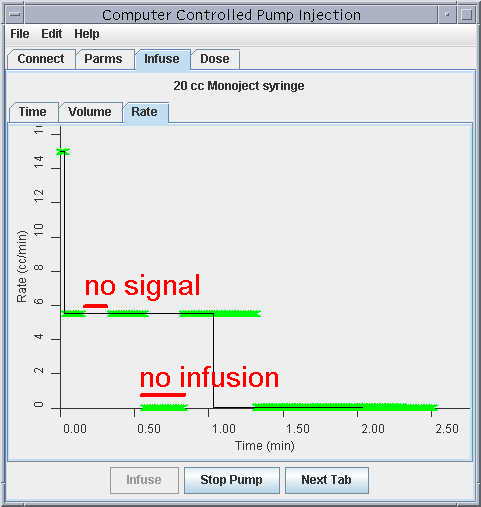 Computer Controlled Pump Injection
File Edit Help
Connect Parms Infuse Dose
20 cc Monoject syringe
Time Volume Rate
14
12
10
8
6
4
2
0
Rate (cc/min)
no signal
no infusion
0.00 0.50 1.00 1.50 2.00 2.50
Time (min)
Infuse Stop Pump Next Tab